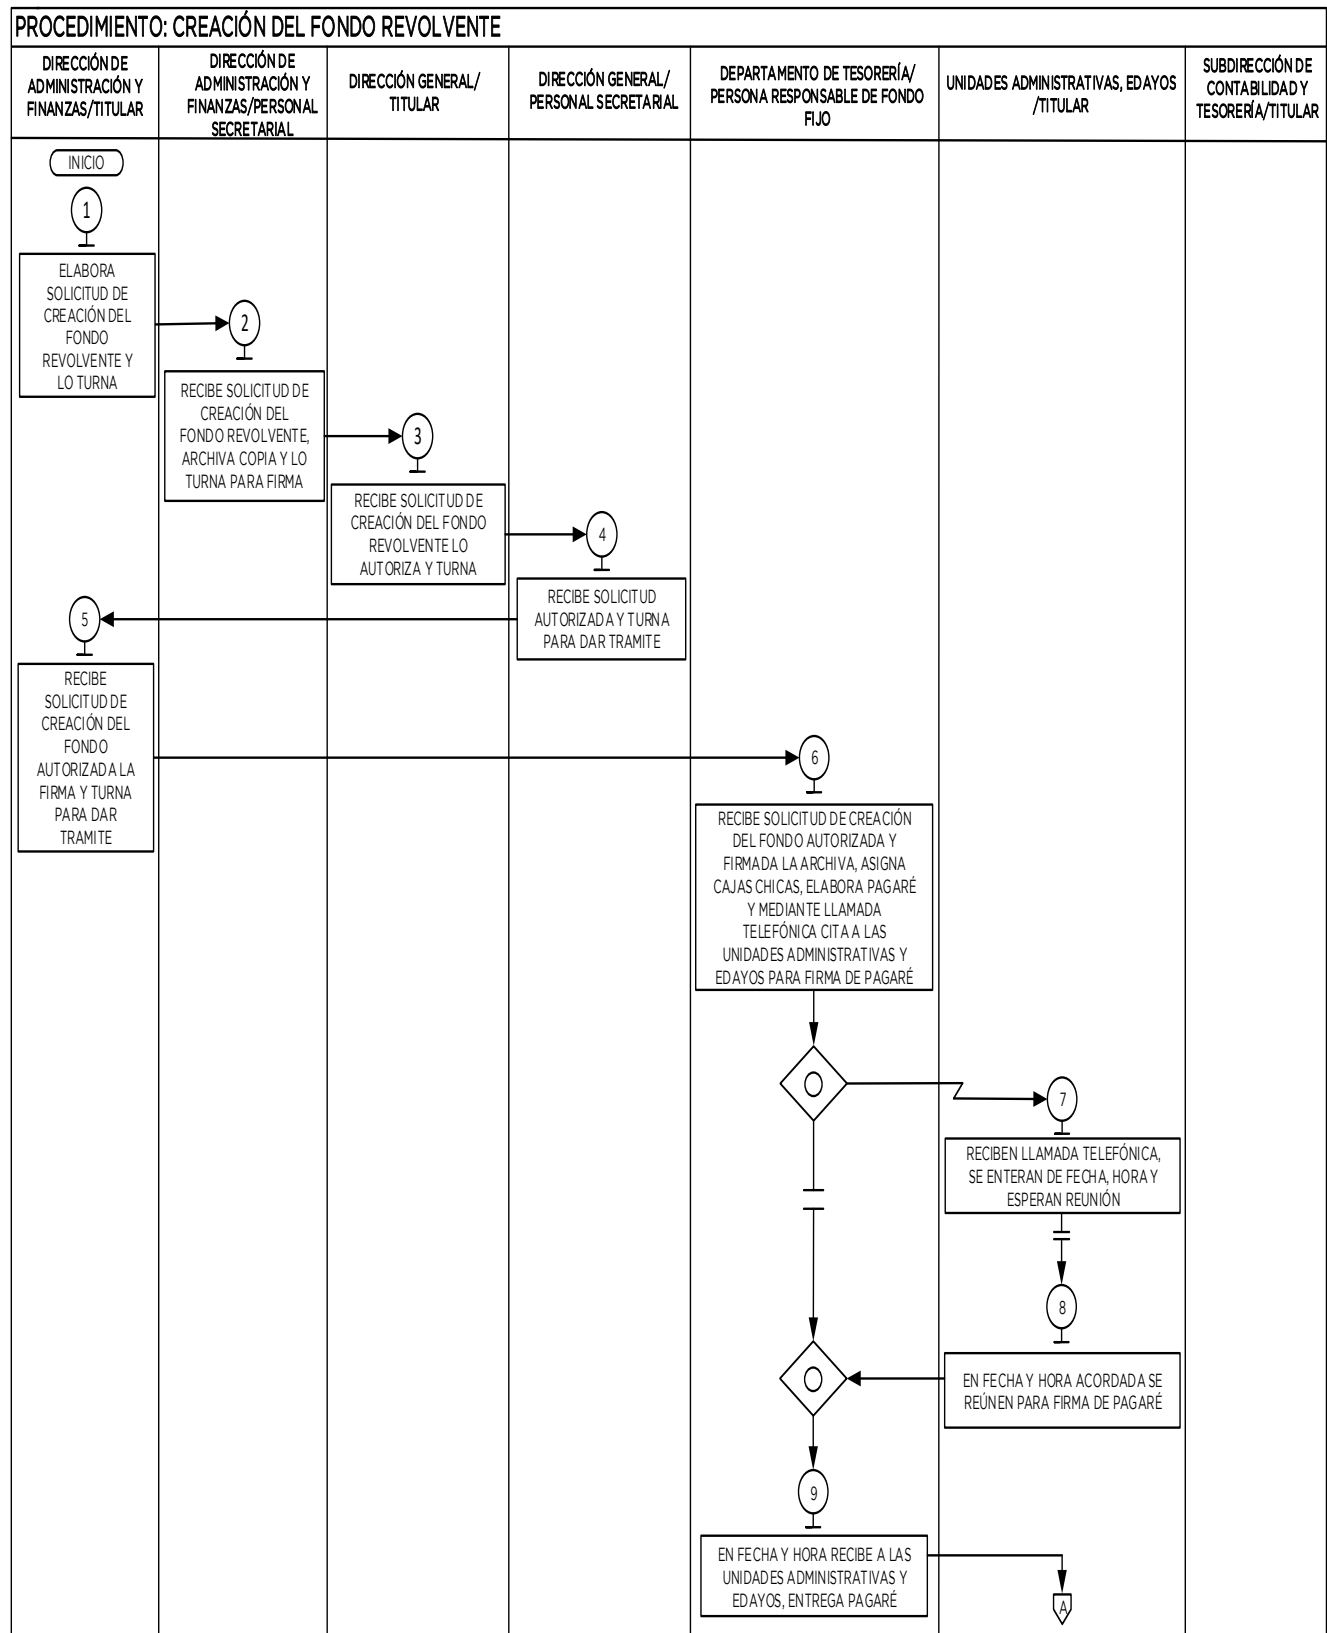 PROCEDIMIENTO: CREACIÓN DEL FONDO REVOLVENTE
DIRECCIÓN DE
ADMINISTRACIÓN Y
FINANZAS/TITULAR
DIRECCIÓN DE
ADMINISTRACIÓN Y
FINANZAS/PERSONAL
SECRETARIAL
DIRECCIÓN GENERAL/
TITULAR
DIRECCIÓN GENERAL/
PERSONAL SECRETARIAL
DEPARTAMENTO DE TESORERÍA/
PERSONA RESPONSABLE DE FONDO
FIJO
UNIDADES ADMINISTRATIVAS, EDAYOS
/TITULAR
SUBDIRECCIÓN DE
CONTABILIDAD Y
TESORERÍA/TITULAR
INICIO
1
ELABORA
SOLICITUD DE
CREACIÓN DEL
FONDO
REVOLVENTE Y
LO TURNA
2
RECIBE SOLICITUD DE
CREACIÓN DEL
FONDO REVOLVENTE,
ARCHIVA COPIA Y LO
TURNA PARA FIRMA
3
RECIBE SOLICITUD DE
CREACIÓN DEL FONDO
REVOLVENTE LO
AUTORIZA Y TURNA
4
RECIBE SOLICITUD
AUTORIZADA Y TURNA
PARA DAR TRAMITE
5
RECIBE
SOLICITUD DE
CREACIÓN DEL
FONDO
AUTORIZADA LA
FIRMA Y TURNA
PARA DAR
TRAMITE
6
RECIBE SOLICITUD DE CREACIÓN
DEL FONDO AUTORIZADA Y
FIRMADA LA ARCHIVA, ASIGNA
CAJAS CHICAS, ELABORA PAGARÉ
Y MEDIANTE LLAMADA
TELEFÓNICA CITA A LAS
UNIDADES ADMINISTRATIVAS Y
EDAYOS PARA FIRMA DE PAGARÉ
7
RECIBEN LLAMADA TELEFÓNICA,
SE ENTERAN DE FECHA, HORA Y
ESPERAN REUNIÓN
8
EN FECHA Y HORA ACORDADA SE
REÚNEN PARA FIRMA DE PAGARÉ
9
EN FECHA Y HORA RECIBE A LAS
UNIDADES ADMINISTRATIVAS Y
EDAYOS, ENTREGA PAGARÉ
A